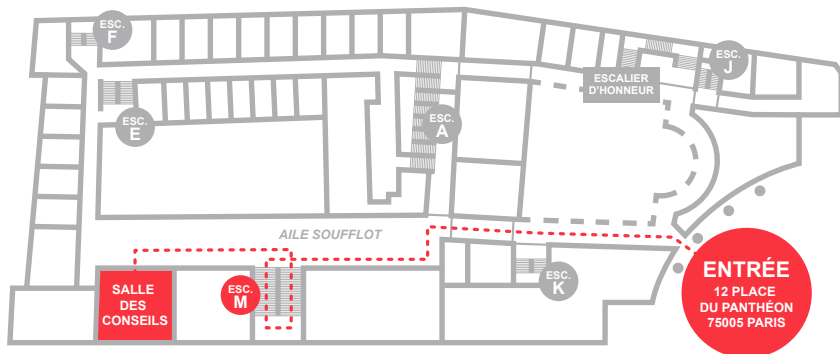 ESC.
F
ESC.
J
ESCALIER
D'HONNEUR
ESC.
E
ESC.
A
AILE SOUFFLOT
SALLE
DES
CONSEILS
ESC.
M
ESC.
K
ENTRÉE
12 PLACE
DU PANTHÉON
75005 PARIS